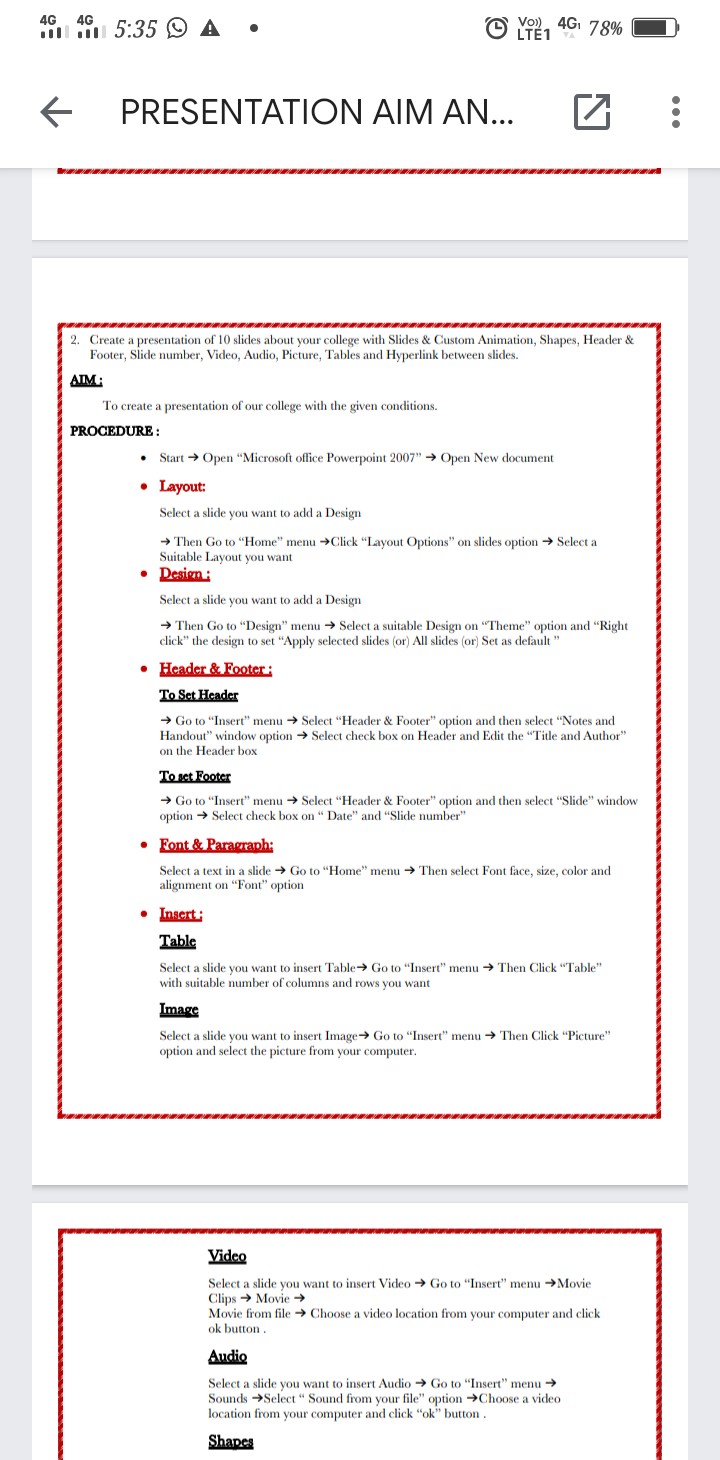 4G 4G 5:35 Vo)) LTE1 4G 78%
PRESENTATION AIM AN...
2. Create a presentation of 10 slides about your college with Slides & Custom Animation, Shapes, Header &
Footer, Slide number, Video, Audio, Picture, Tables and Hyperlink between slides.
AIM :
To create a presentation of our college with the given conditions.
PROCEDURE :
• Start → Open “Microsoft office Powerpoint 2007” → Open New document
• Layout:
Select a slide you want to add a Design
→ Then Go to “Home” menu →Click “Layout Options” on slides option → Select a
Suitable Layout you want
• Design :
Select a slide you want to add a Design
→ Then Go to “Design” menu → Select a suitable Design on “Theme” option and “Right
click” the design to set “Apply selected slides (or) All slides (or) Set as default ”
• Header & Footer :
To Set Header
→ Go to “Insert” menu → Select “Header & Footer” option and then select “Notes and
Handout” window option → Select check box on Header and Edit the “Title and Author”
on the Header box
To set Footer
→ Go to “Insert” menu → Select “Header & Footer” option and then select “Slide” window
option → Select check box on “ Date” and “Slide number”
• Font & Paragraph:
Select a text in a slide → Go to “Home” menu → Then select Font face, size, color and
alignment on “Font” option
• Insert :
Table
Select a slide you want to insert Table→ Go to “Insert” menu → Then Click “Table”
with suitable number of columns and rows you want
Image
Select a slide you want to insert Image→ Go to “Insert” menu → Then Click “Picture”
option and select the picture from your computer.
Video
Select a slide you want to insert Video → Go to “Insert” menu →Movie
Clips → Movie →
Movie from file → Choose a video location from your computer and click
ok button .
Audio
Select a slide you want to insert Audio → Go to “Insert” menu →
Sounds →Select “ Sound from your file” option →Choose a video
location from your computer and click “ok” button .
Shapes